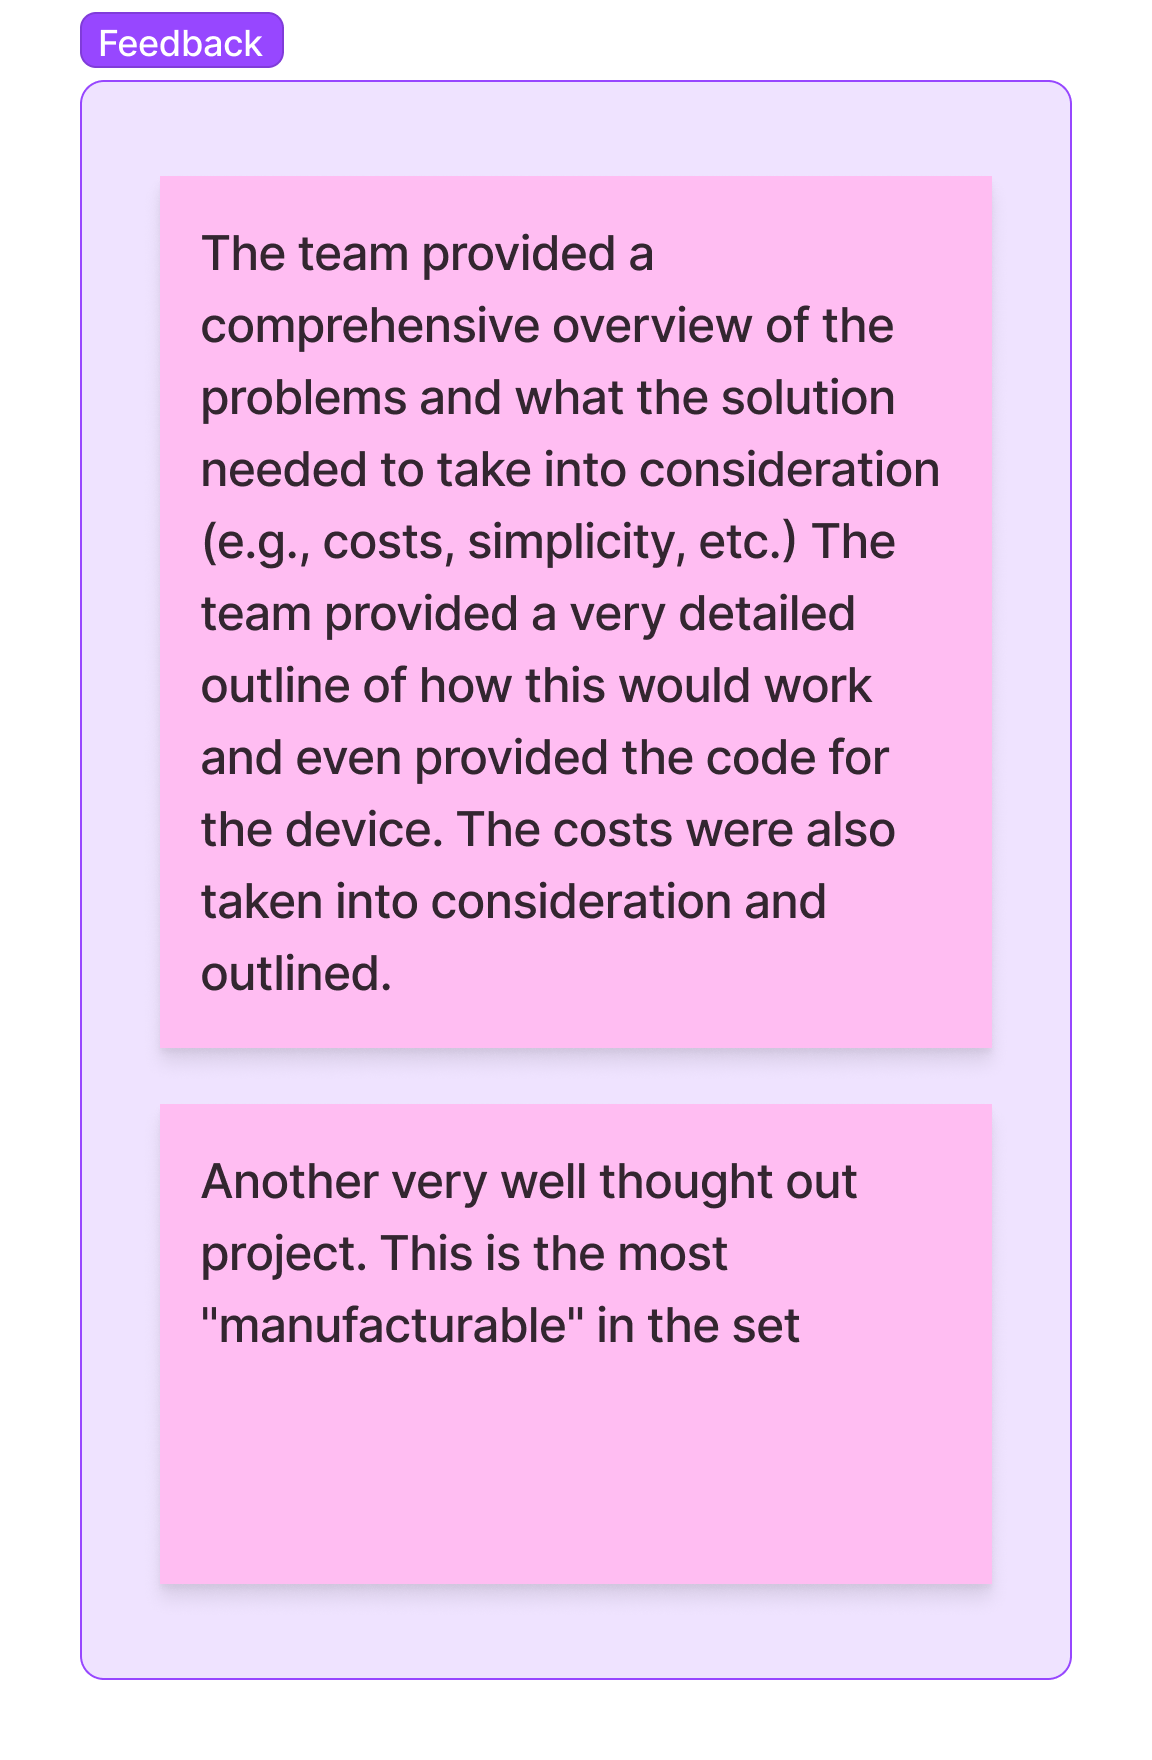 Feedback
The team provided a
comprehensive overview of the
problems and what the solution
needed to take into consideration
(e.g., costs, simplicity, etc.) The
team provided a very detailed
outline of how this would work
and even provided the code for
the device. The costs were also
taken into consideration and
outlined.
Another very well thought out
project. This is the most
"manufacturable" in the set